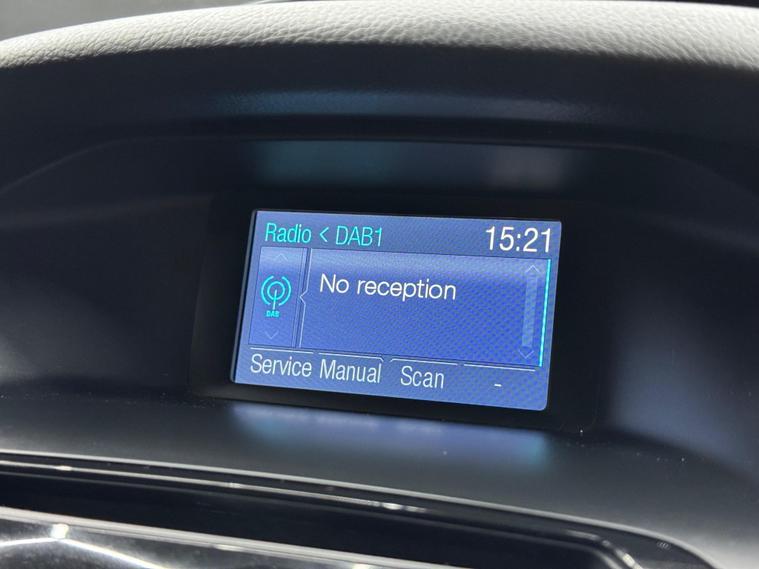 Radio < DAB1 15:21
DAB
No reception
Service Manual Scan -